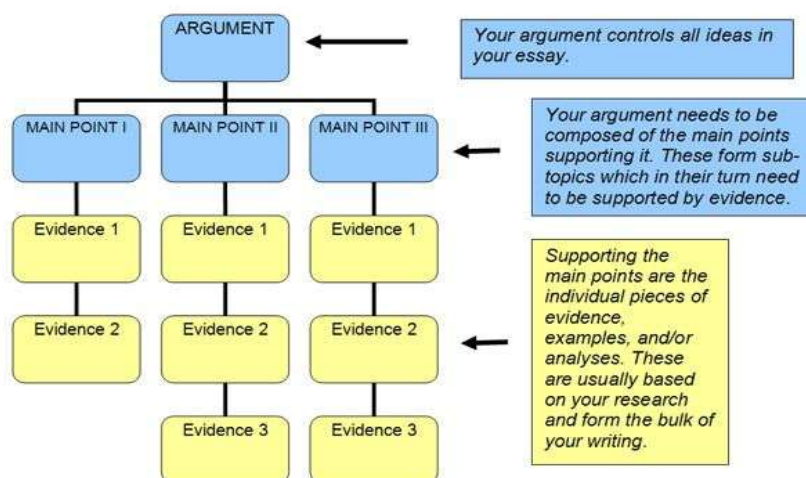 ARGUMENT
Your argument controls all ideas in
your essay.
MAIN POINT I
MAIN POINT II
MAIN POINT III
Your argument needs to be
composed of the main points
supporting it. These form sub-
topics which in their turn need
to be supported by evidence.
Evidence 1
Evidence 1
Evidence 1
Supporting the
main points are the
individual pieces of
evidence,
examples, and/or
analyses. These
are usually based
on your research
and form the bulk of
your writing.
Evidence 2
Evidence 2
Evidence 2
Evidence 3
Evidence 3